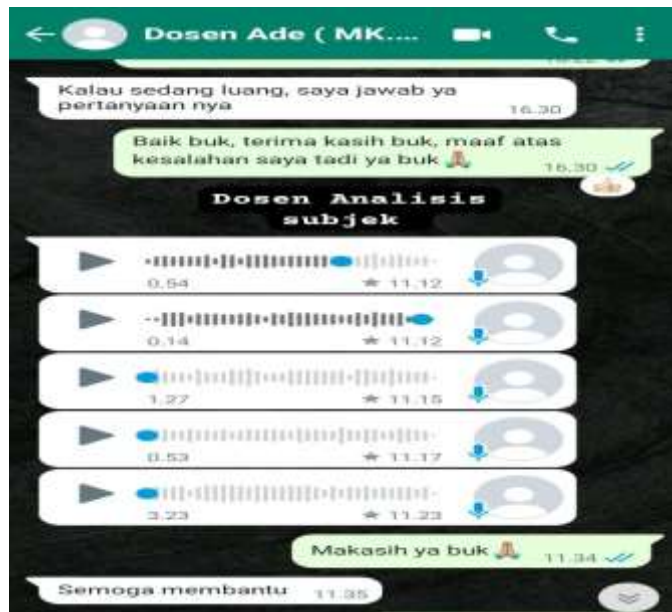 Dosen Ade ( MK....
Kalau sedang luang, saya jawab ya
pertanyaan nya
16.30
Baik buk, terima kasih buk, maaf atas
kesalahan saya tadi ya buk 🙏
16.30
Dosen Analisis
subjek
0.54 11.12
0.14 11.12
1.27 11.15
0.53 11.17
3.23 11.23
Makasih ya buk 🙏 11.34
Semoga membantu 11.35